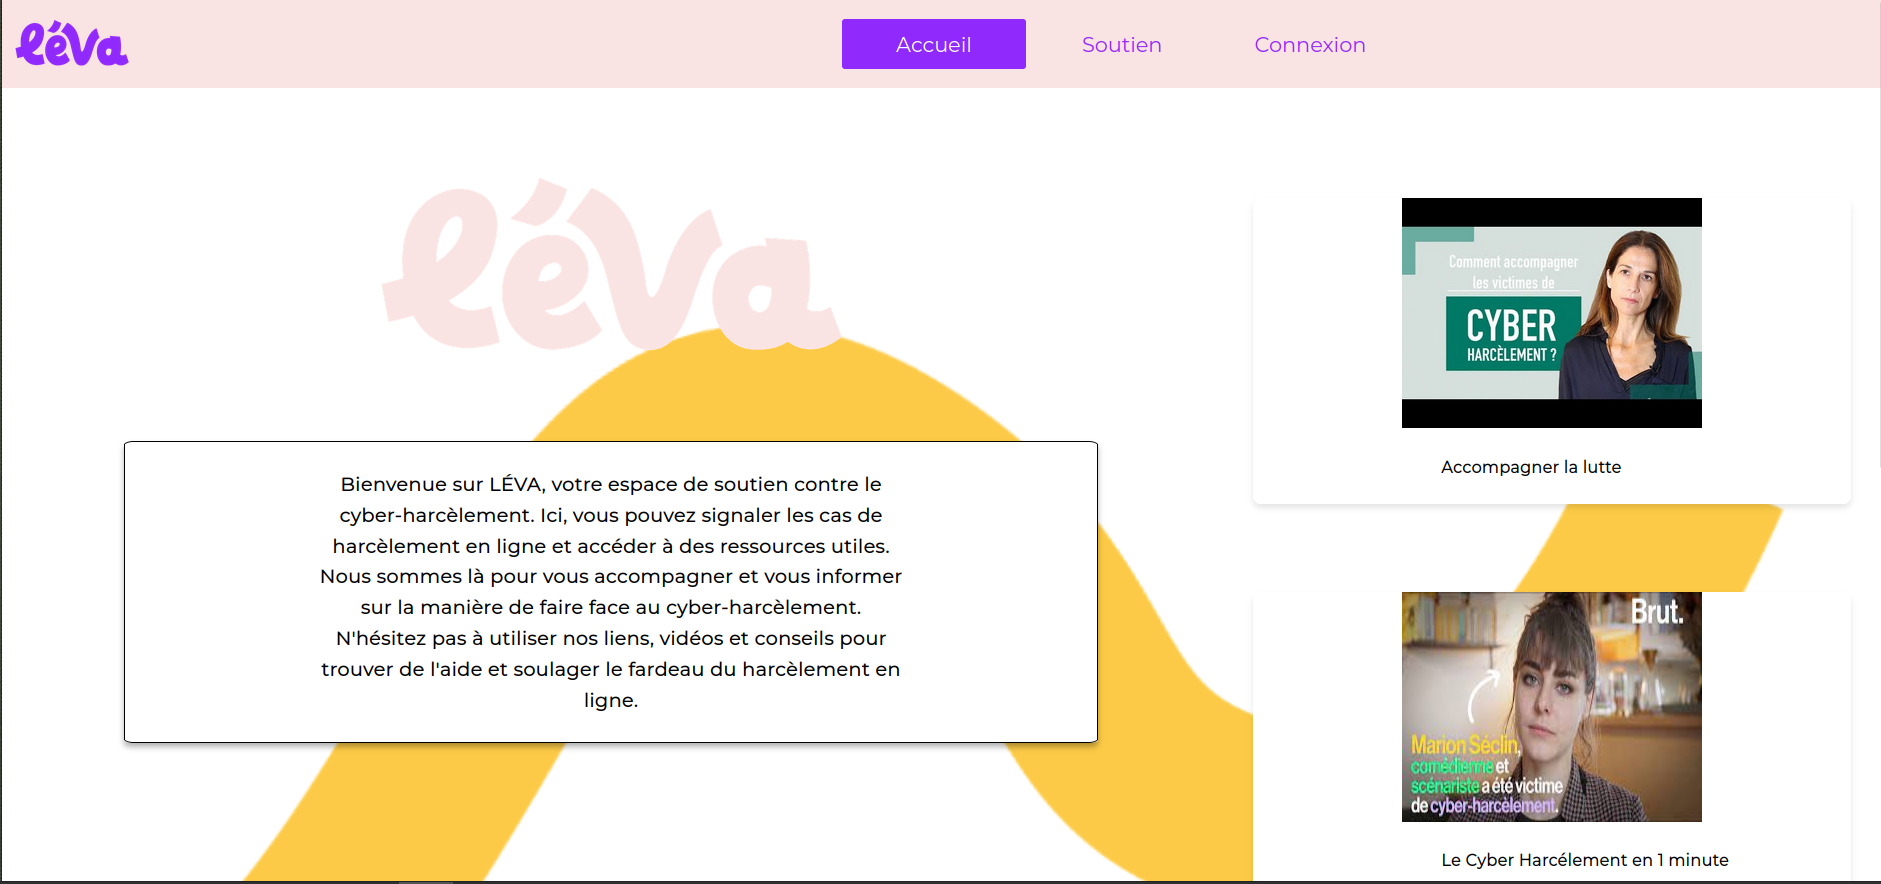 léva
Accueil
Soutien
Connexion
léva
Bienvenue sur LÉVA, votre espace de soutien contre le
cyber-harcèlement. Ici, vous pouvez signaler les cas de
harcèlement en ligne et accéder à des ressources utiles.
Nous sommes là pour vous accompagner et vous informer
sur la manière de faire face au cyber-harcèlement.
N'hésitez pas à utiliser nos liens, vidéos et conseils pour
trouver de l'aide et soulager le fardeau du harcèlement en
ligne.
Comment accompagner
les victimes de
CYBER
HARCÈLEMENT ?
Accompagner la lutte
Brut.
Marion Séclin,
comédienne et
scénariste a été victime
de cyber-harcèlement.
Le Cyber Harcélement en 1 minute